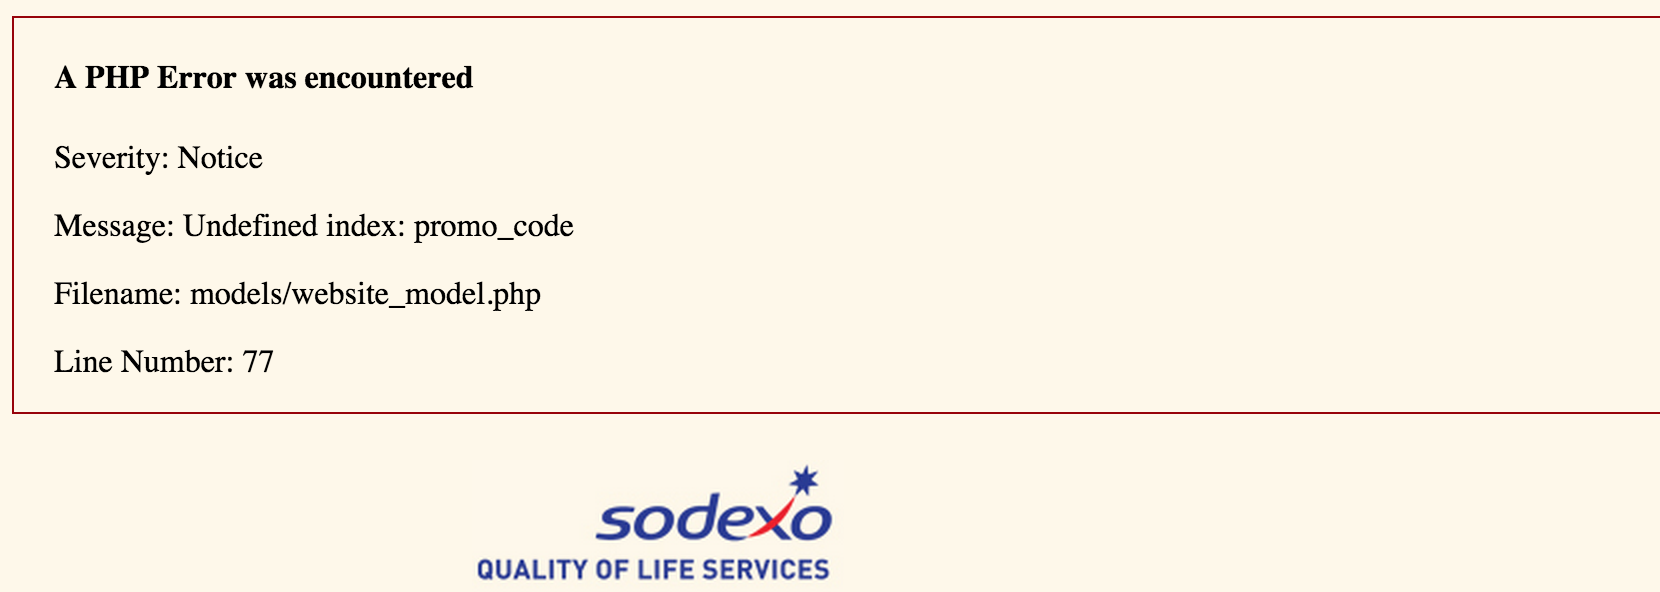 A PHP Error was encountered
Severity: Notice
Message: Undefined index: promo_code
Filename: models/website_model.php
Line Number: 77
sodexo
QUALITY OF LIFE SERVICES